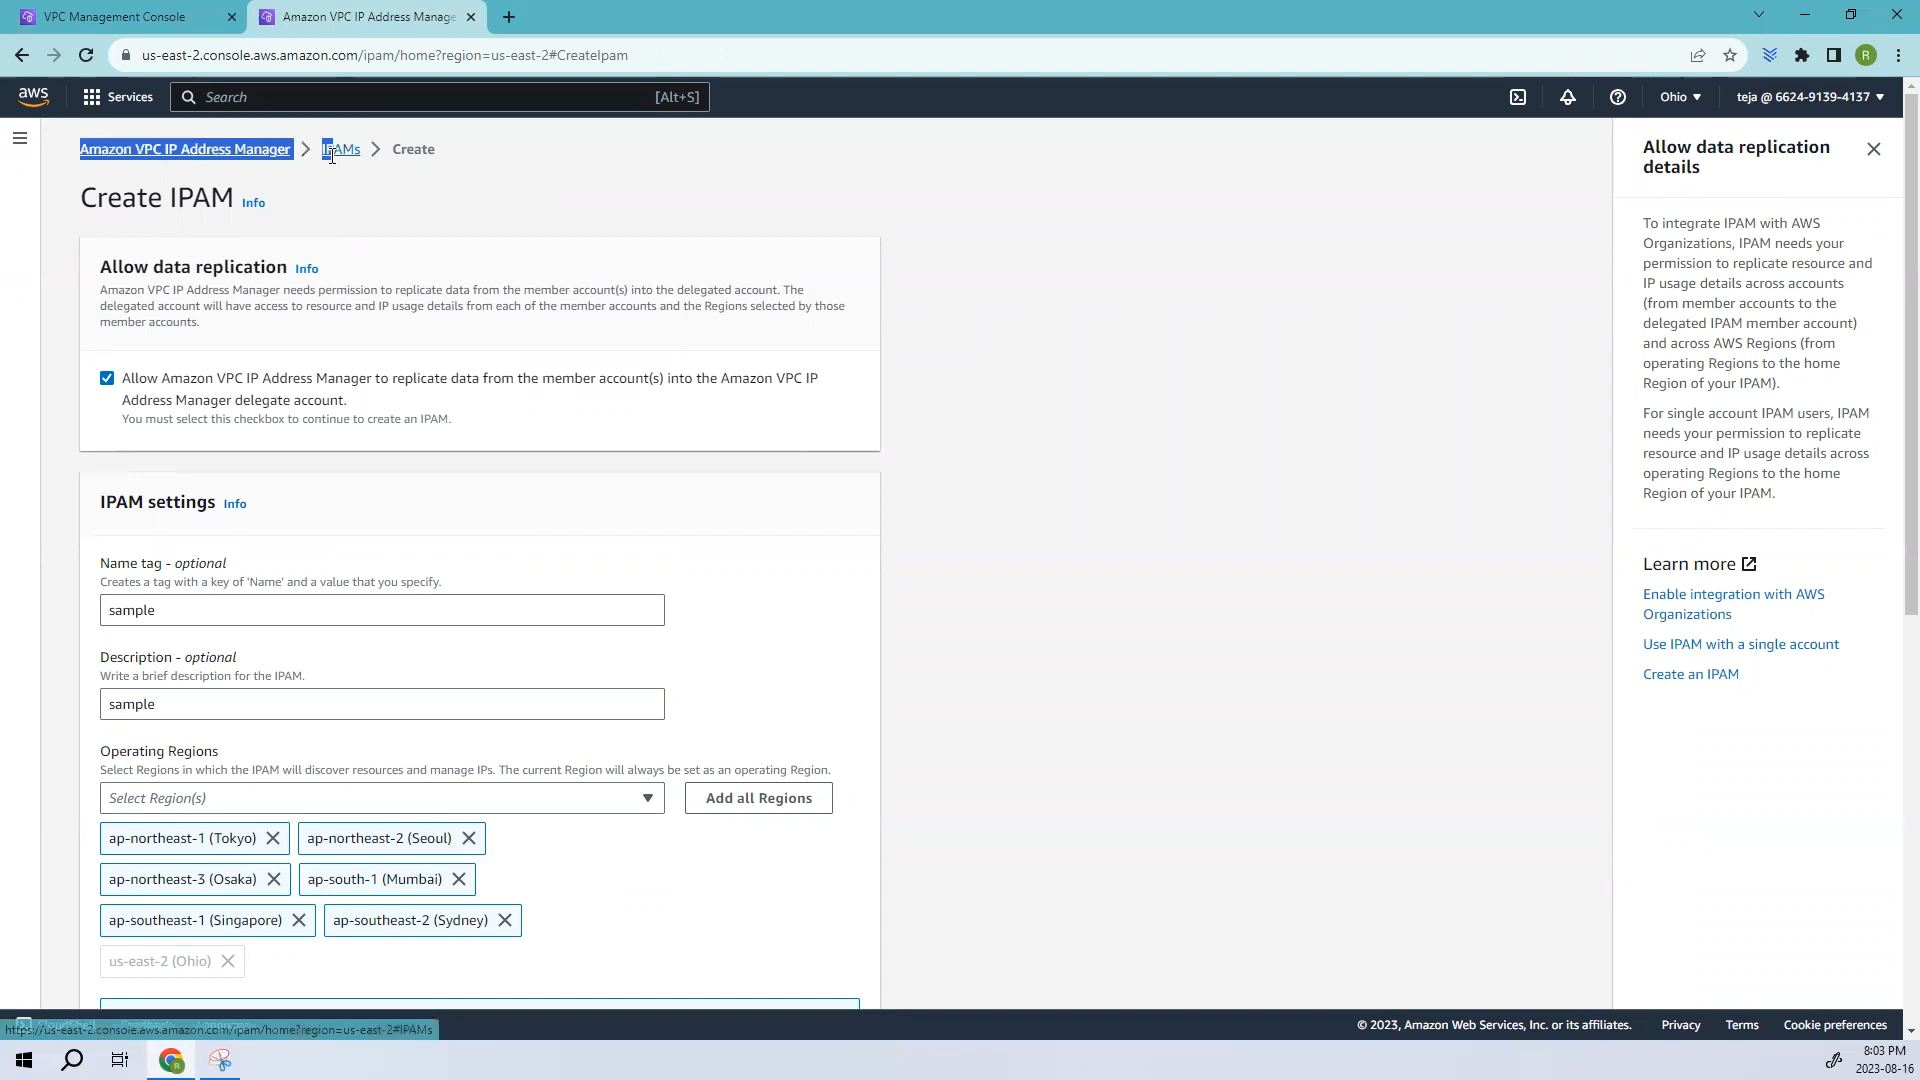 VPC Management Console
Amazon VPC IP Address Manage
us-east-2.console.aws.amazon.com/ipam/home?region=us-east-2#CreateIpam
R
aws
Services
Search
[Alt+S]
Ohio
teja @ 6624-9139-4137
Amazon VPC IP Address Manager
IPAMs
Create
Create IPAM Info
Allow data replication Info
Amazon VPC IP Address Manager needs permission to replicate data from the member account(s) into the delegated account. The
delegated account will have access to resource and IP usage details from each of the member accounts and the Regions selected by those
member accounts.
Allow Amazon VPC IP Address Manager to replicate data from the member account(s) into the Amazon VPC IP
Address Manager delegate account.
You must select this checkbox to continue to create an IPAM.
IPAM settings Info
Name tag - optional
Creates a tag with a key of 'Name' and a value that you specify.
sample
Description - optional
Write a brief description for the IPAM.
sample
Operating Regions
Select Regions in which the IPAM will discover resources and manage IPs. The current Region will always be set as an operating Region.
Select Region(s)
Add all Regions
ap-northeast-1 (Tokyo)
ap-northeast-2 (Seoul)
ap-northeast-3 (Osaka)
ap-south-1 (Mumbai)
ap-southeast-1 (Singapore)
ap-southeast-2 (Sydney)
us-east-2 (Ohio)
Allow data replication
details
To integrate IPAM with AWS
Organizations, IPAM needs your
permission to replicate resource and
IP usage details across accounts
(from member accounts to the
delegated IPAM member account)
and across AWS Regions (from
operating Regions to the home
Region of your IPAM).
For single account IPAM users, IPAM
needs your permission to replicate
resource and IP usage details across
operating Regions to the home
Region of your IPAM.
Learn more
Enable integration with AWS
Organizations
Use IPAM with a single account
Create an IPAM
https://us-east-2.console.aws.amazon.com/ipam/home?region=us-east-2#IPAMs
© 2023, Amazon Web Services, Inc. or its affiliates.
Privacy
Terms
Cookie preferences
8:03 PM
2023-08-16